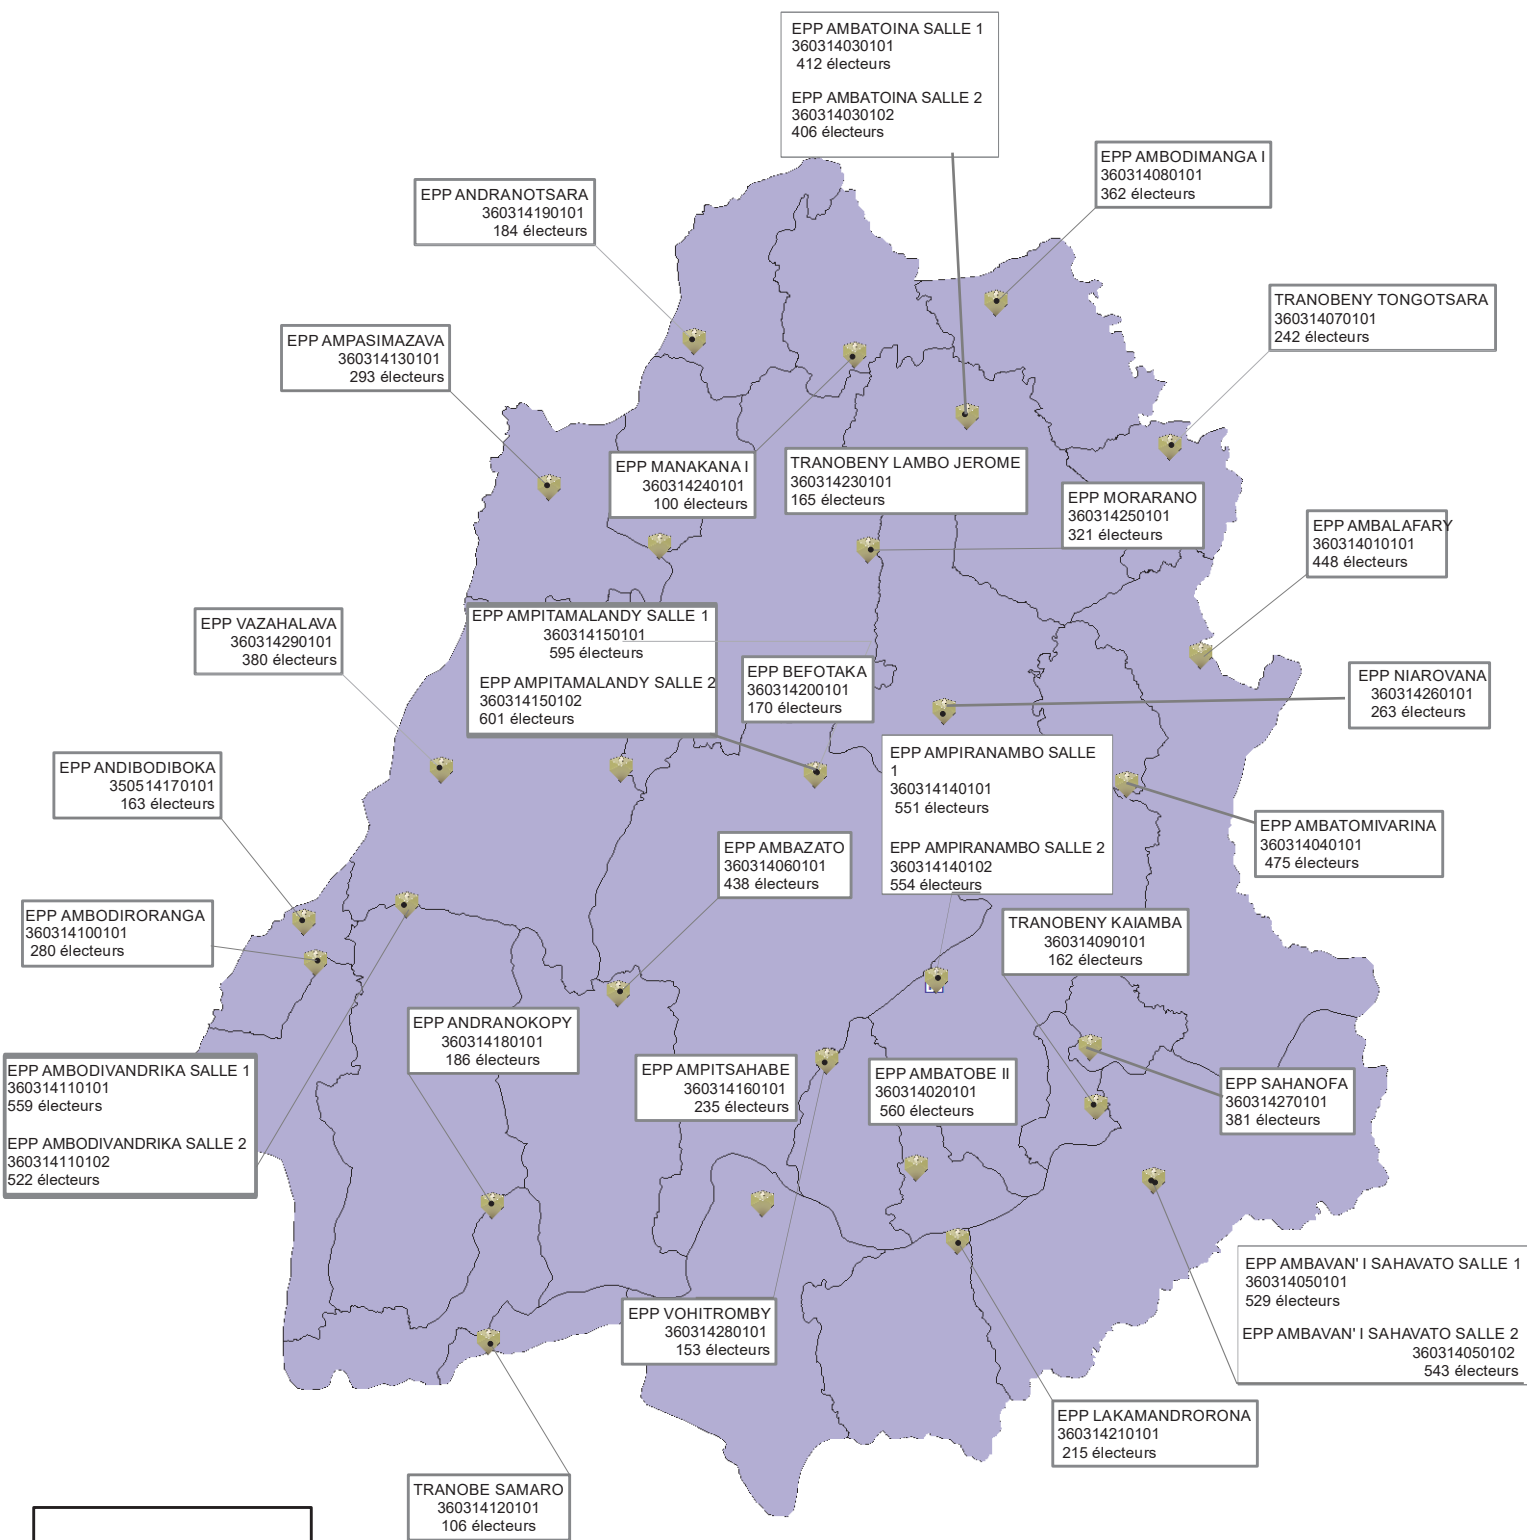 EPP AMBATOINA SALLE 1
360314030101
412 électeurs
EPP AMBATOINA SALLE 2
360314030102
406 électeurs
EPP AMBODIMANGA I
360314080101
362 électeurs
EPP ANDRANOTSARA
360314190101
184 électeurs
TRANOBENY TONGOTSARA
360314070101
242 électeurs
EPP AMPASIMAZAVA
360314130101
293 électeurs
EPP MANAKANA I
360314240101
100 électeurs
TRANOBENY LAMBO JEROME
360314230101
165 électeurs
EPP MORARANO
360314250101
321 électeurs
EPP AMBALAFARY
360314010101
448 électeurs
EPP VAZAHALAVA
360314290101
380 électeurs
EPP AMPITAMALANDY SALLE 1
360314150101
595 électeurs
EPP AMPITAMALANDY SALLE 2
360314150102
601 électeurs
EPP BEFOTAKA
360314200101
170 électeurs
EPP NIAROVANA
360314260101
263 électeurs
EPP ANDIBODIBOKA
350514170101
163 électeurs
EPP AMPIRANAMBO SALLE
1
360314140101
551 électeurs
EPP AMPIRANAMBO SALLE 2
360314140102
554 électeurs
EPP AMBATOMIVARINA
360314040101
475 électeurs
EPP AMBAZATO
360314060101
438 électeurs
EPP AMBODIRORANGA
360314100101
280 électeurs
TRANOBENY KAIAMBA
360314090101
162 électeurs
EPP ANDRANOKOPY
360314180101
186 électeurs
EPP AMBODIVANDRIKA SALLE 1
360314110101
559 électeurs
EPP AMBODIVANDRIKA SALLE 2
360314110102
522 électeurs
EPP AMPITSAHABE
360314160101
235 électeurs
EPP AMBATOBE II
360314020101
560 électeurs
EPP SAHANOFA
360314270101
381 électeurs
EPP AMBAVAN' I SAHAVATO SALLE 1
360314050101
529 électeurs
EPP AMBAVAN' I SAHAVATO SALLE 2
360314050102
543 électeurs
EPP VOHITROMBY
360314280101
153 électeurs
EPP LAKAMANDRORONA
360314210101
215 électeurs
TRANOBE SAMARO
360314120101
106 électeurs